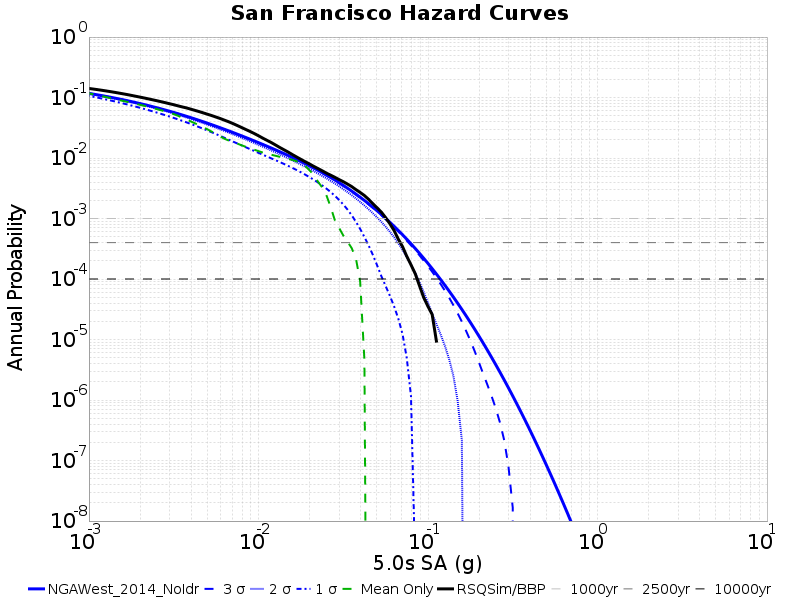 San Francisco Hazard Curves
Annual Probability
10^0
10^-1
10^-2
10^-3
10^-4
10^-5
10^-6
10^-7
10^-8
10^-3 10^-2 10^-1 10^0 10^1
5.0s SA (g)
NGAWest_2014_NoIdr 3 σ 2 σ 1 σ Mean Only RSQSim/BBP 1000yr 2500yr 10000yr